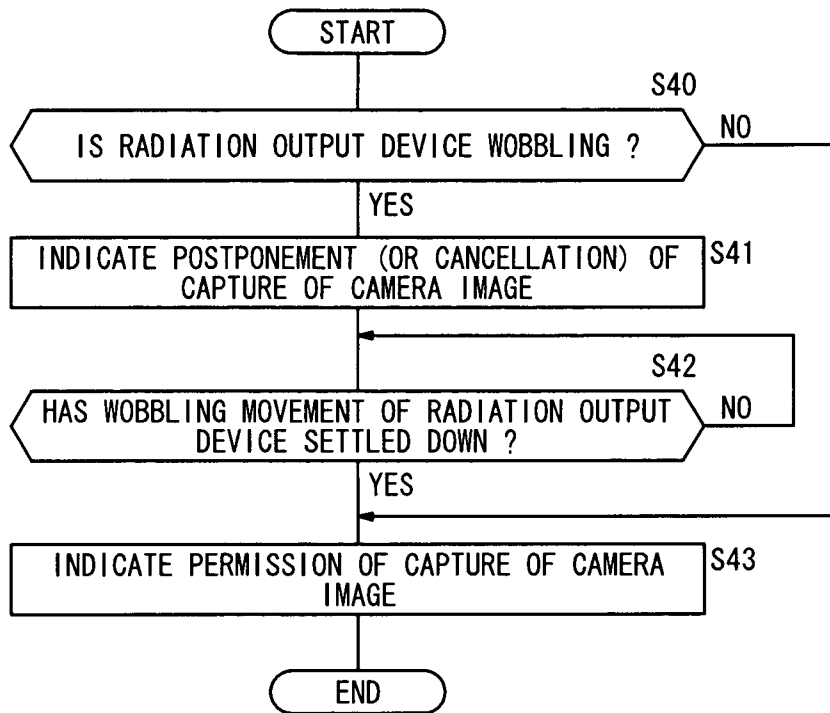 START
S40
IS RADIATION OUTPUT DEVICE WOBBLING ?
NO
YES
INDICATE POSTPONEMENT (OR CANCELLATION) OF
CAPTURE OF CAMERA IMAGE
S41
S42
HAS WOBBLING MOVEMENT OF RADIATION OUTPUT
DEVICE SETTLED DOWN ?
NO
YES
INDICATE PERMISSION OF CAPTURE OF CAMERA
IMAGE
S43
END